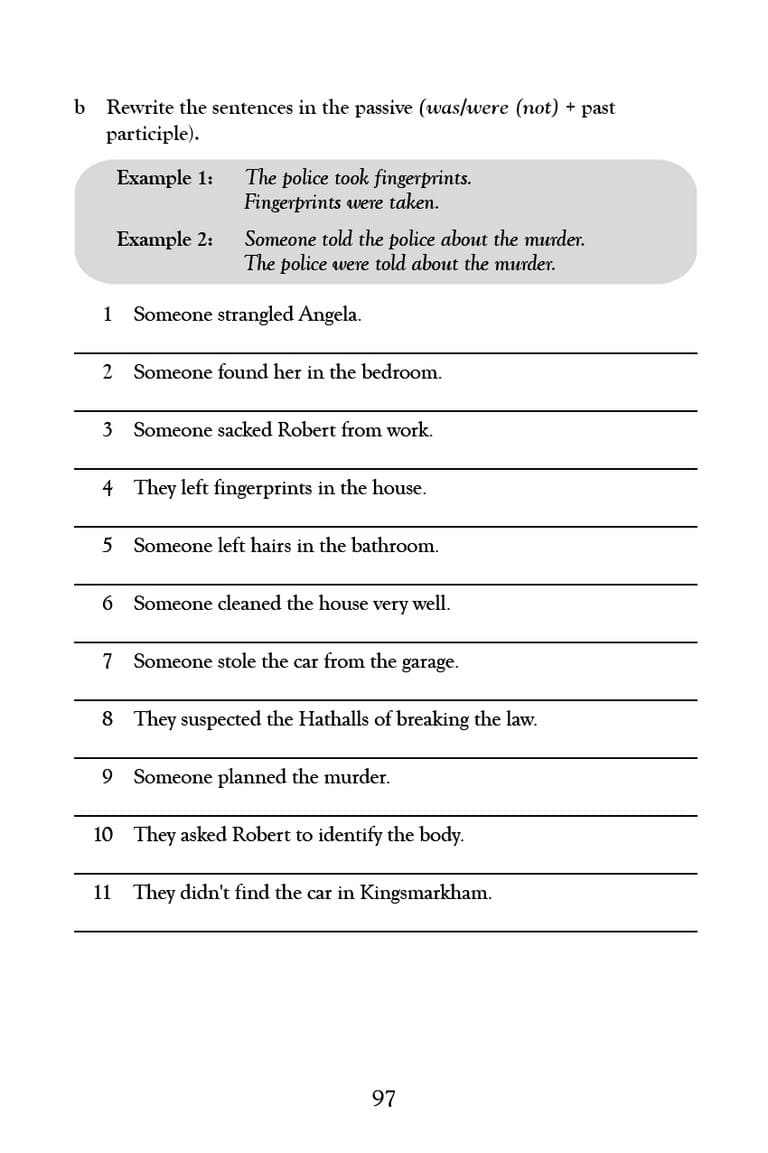 b Rewrite the sentences in the passive (was/were (not) + past
participle).
Example 1: The police took fingerprints.
Fingerprints were taken.
Example 2: Someone told the police about the murder.
The police were told about the murder.
1 Someone strangled Angela.
2 Someone found her in the bedroom.
3 Someone sacked Robert from work.
4 They left fingerprints in the house.
5 Someone left hairs in the bathroom.
6 Someone cleaned the house very well.
7 Someone stole the car from the garage.
8 They suspected the Hathalls of breaking the law.
9 Someone planned the murder.
10 They asked Robert to identify the body.
11 They didn't find the car in Kingsmarkham.
97